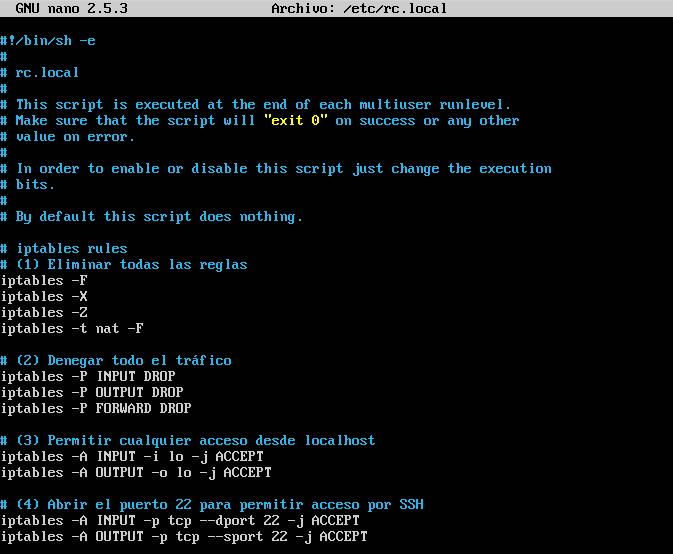 GNU nano 2.5.3 Archivo: /etc/rc.local
#!/bin/sh -e
#
# rc.local
#
# This script is executed at the end of each multiuser runlevel.
# Make sure that the script will "exit 0" on success or any other
# value on error.
#
# In order to enable or disable this script just change the execution
# bits.
#
# By default this script does nothing.
# iptables rules
# (1) Eliminar todas las reglas
iptables -F
iptables -X
iptables -Z
iptables -t nat -F
# (2) Denegar todo el tráfico
iptables -P INPUT DROP
iptables -P OUTPUT DROP
iptables -P FORWARD DROP
# (3) Permitir cualquier acceso desde localhost
iptables -A INPUT -i lo -j ACCEPT
iptables -A OUTPUT -o lo -j ACCEPT
# (4) Abrir el puerto 22 para permitir acceso por SSH
iptables -A INPUT -p tcp --dport 22 -j ACCEPT
iptables -A OUTPUT -p tcp --sport 22 -j ACCEPT